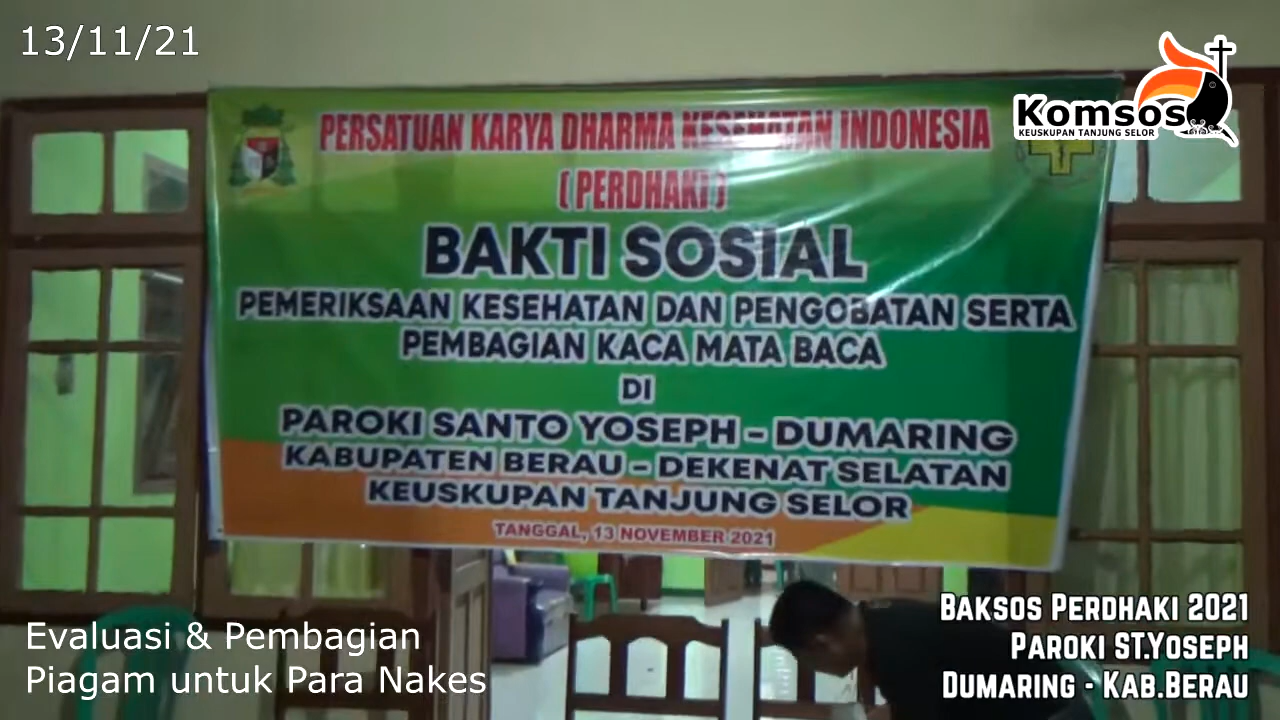 13/11/21
Komsos
KEUSKUPAN TANJUNG SELOR
PERSATUAN KARYA DHARMA KESEHATAN INDONESIA
(PERDHAKI)
BAKTI SOSIAL
PEMERIKSAAN KESEHATAN DAN PENGOBATAN SERTA
PEMBAGIAN KACA MATA BACA
DI
PAROKI SANTO YOSEPH - DUMARING
KABUPATEN BERAU - DEKENAT SELATAN
KEUSKUPAN TANJUNG SELOR
TANGGAL, 13 NOVEMBER 2021
Evaluasi & Pembagian
Piagam untuk Para Nakes
BAKSOS PERDHAKI 2021
PAROKI ST.YOSEPH
DUMARING - KAB.BERAU